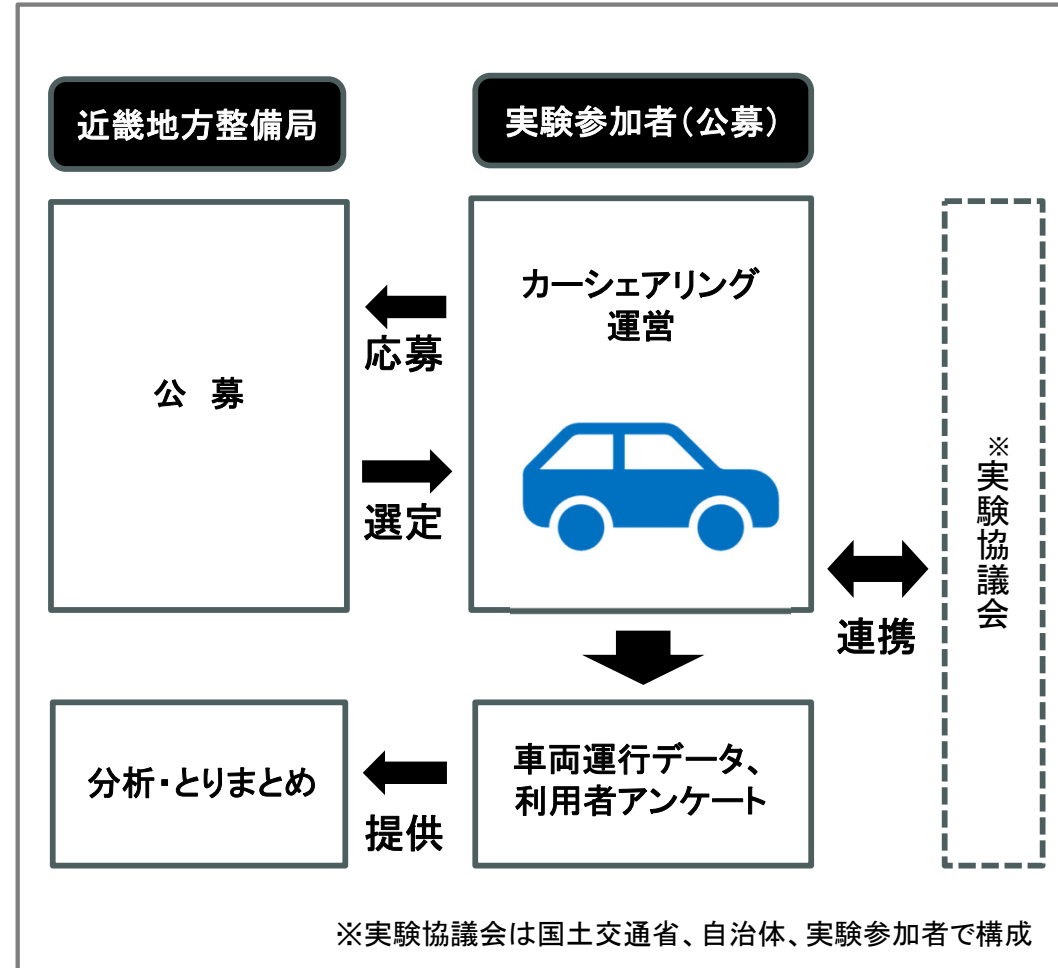 近畿地方整備局
実験参加者(公募)
公 募
応募
選定
カーシェアリング
運営
連携
※実験協議会
分析・とりまとめ
提供
車両運行データ、
利用者アンケート
※実験協議会は国土交通省、自治体、実験参加者で構成